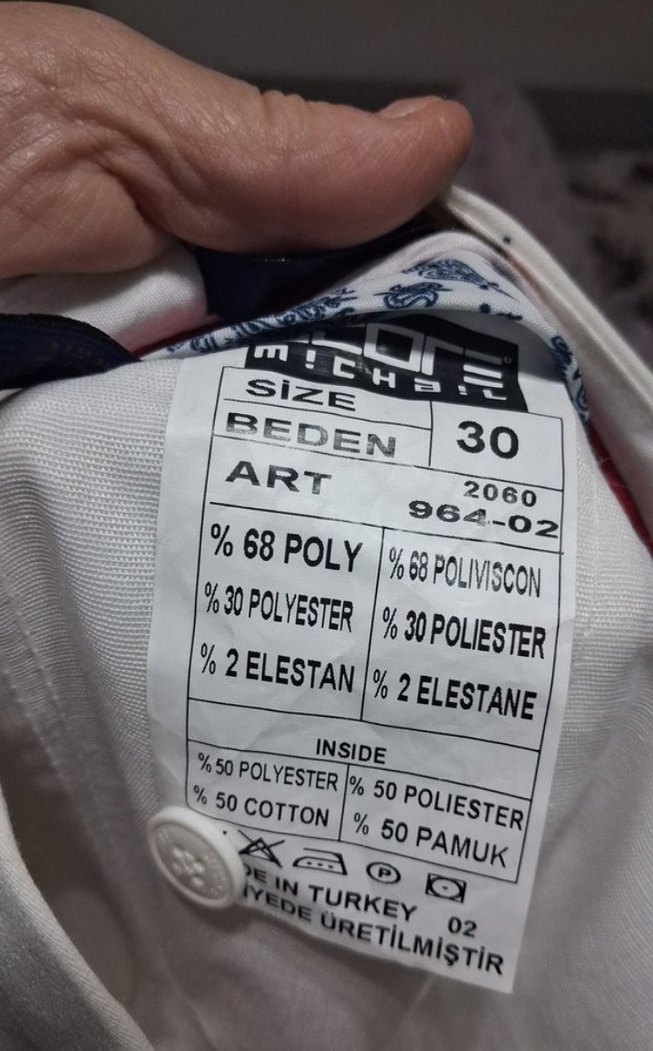 MICHAEL
SİZE
BEDEN
30
ART
2060
964-02
% 68 POLY
% 30 POLYESTER
% 2 ELESTAN
% 68 POLIVISCON
% 30 POLIESTER
% 2 ELESTANE
INSIDE
% 50 POLYESTER
% 50 COTTON
% 50 POLIESTER
% 50 PAMUK
P
DE IN TURKEY 02
İYEDE ÜRETİLMİŞTİR